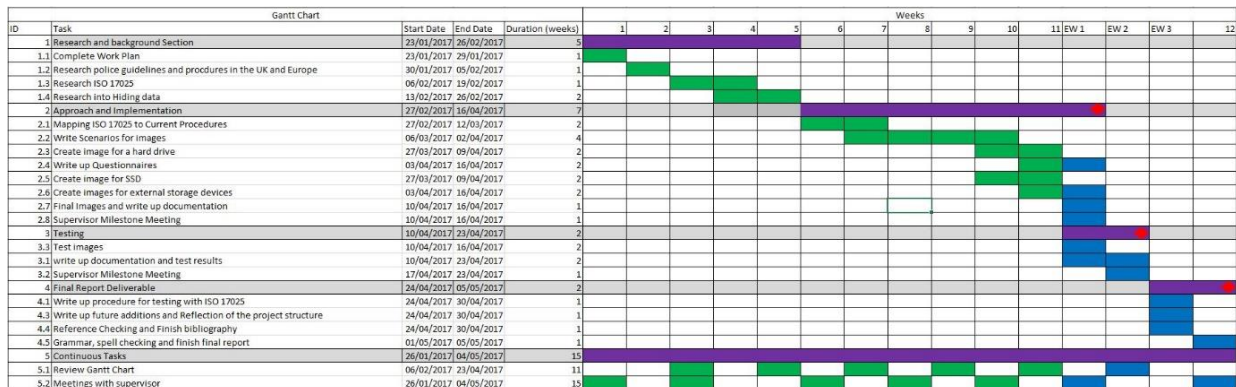 Gantt Chart Weeks
ID Task Start Date End Date Duration (weeks) 1 2 3 4 5 6 7 8 9 10 11 EW 1 EW 2 EW 3 12
1 Research and background Section 23/01/2017 26/02/2017 5
1.1 Complete Work Plan 23/01/2017 29/01/2017 1
1.2 Research police guidelines and procdures in the UK and Europe 30/01/2017 05/02/2017 1
1.3 Research ISO 17025 06/02/2017 19/02/2017 1
1.4 Research into Hiding data 13/02/2017 26/02/2017 2
2 Approach and Implementation 27/02/2017 16/04/2017 7
2.1 Mapping ISO 17025 to Current Procedures 27/02/2017 12/03/2017 2
2.2 Write Scenarios for images 06/03/2017 02/04/2017 4
2.3 Create image for a hard drive 27/03/2017 09/04/2017 2
2.4 Write up Questionnaires 03/04/2017 16/04/2017 2
2.5 Create image for SSD 27/03/2017 09/04/2017 2
2.6 Create images for external storage devices 03/04/2017 16/04/2017 2
2.7 Final Images and write up documentation 10/04/2017 16/04/2017 1
2.8 Supervisor Milestone Meeting 10/04/2017 16/04/2017 1
3 Testing 10/04/2017 23/04/2017 2
3.3 Test images 10/04/2017 16/04/2017 1
3.1 write up documentation and test results 10/04/2017 23/04/2017 2
3.2 Supervisor Milestone Meeting 17/04/2017 23/04/2017 1
4 Final Report Deliverable 24/04/2017 05/05/2017 2
4.1 Write up procedure for testing with ISO 17025 24/04/2017 30/04/2017 1
4.3 Write up future additions and Reflection of the project structure 24/04/2017 30/04/2017 1
4.4 Reference Checking and Finish bibliography 24/04/2017 30/04/2017 1
4.5 Grammar, spell checking and finish final report 01/05/2017 05/05/2017 1
5 Continuous Tasks 26/01/2017 04/05/2017 15
5.1 Review Gantt Chart 06/02/2017 23/04/2017 11
5.2 Meetings with supervisor 26/01/2017 04/05/2017 15